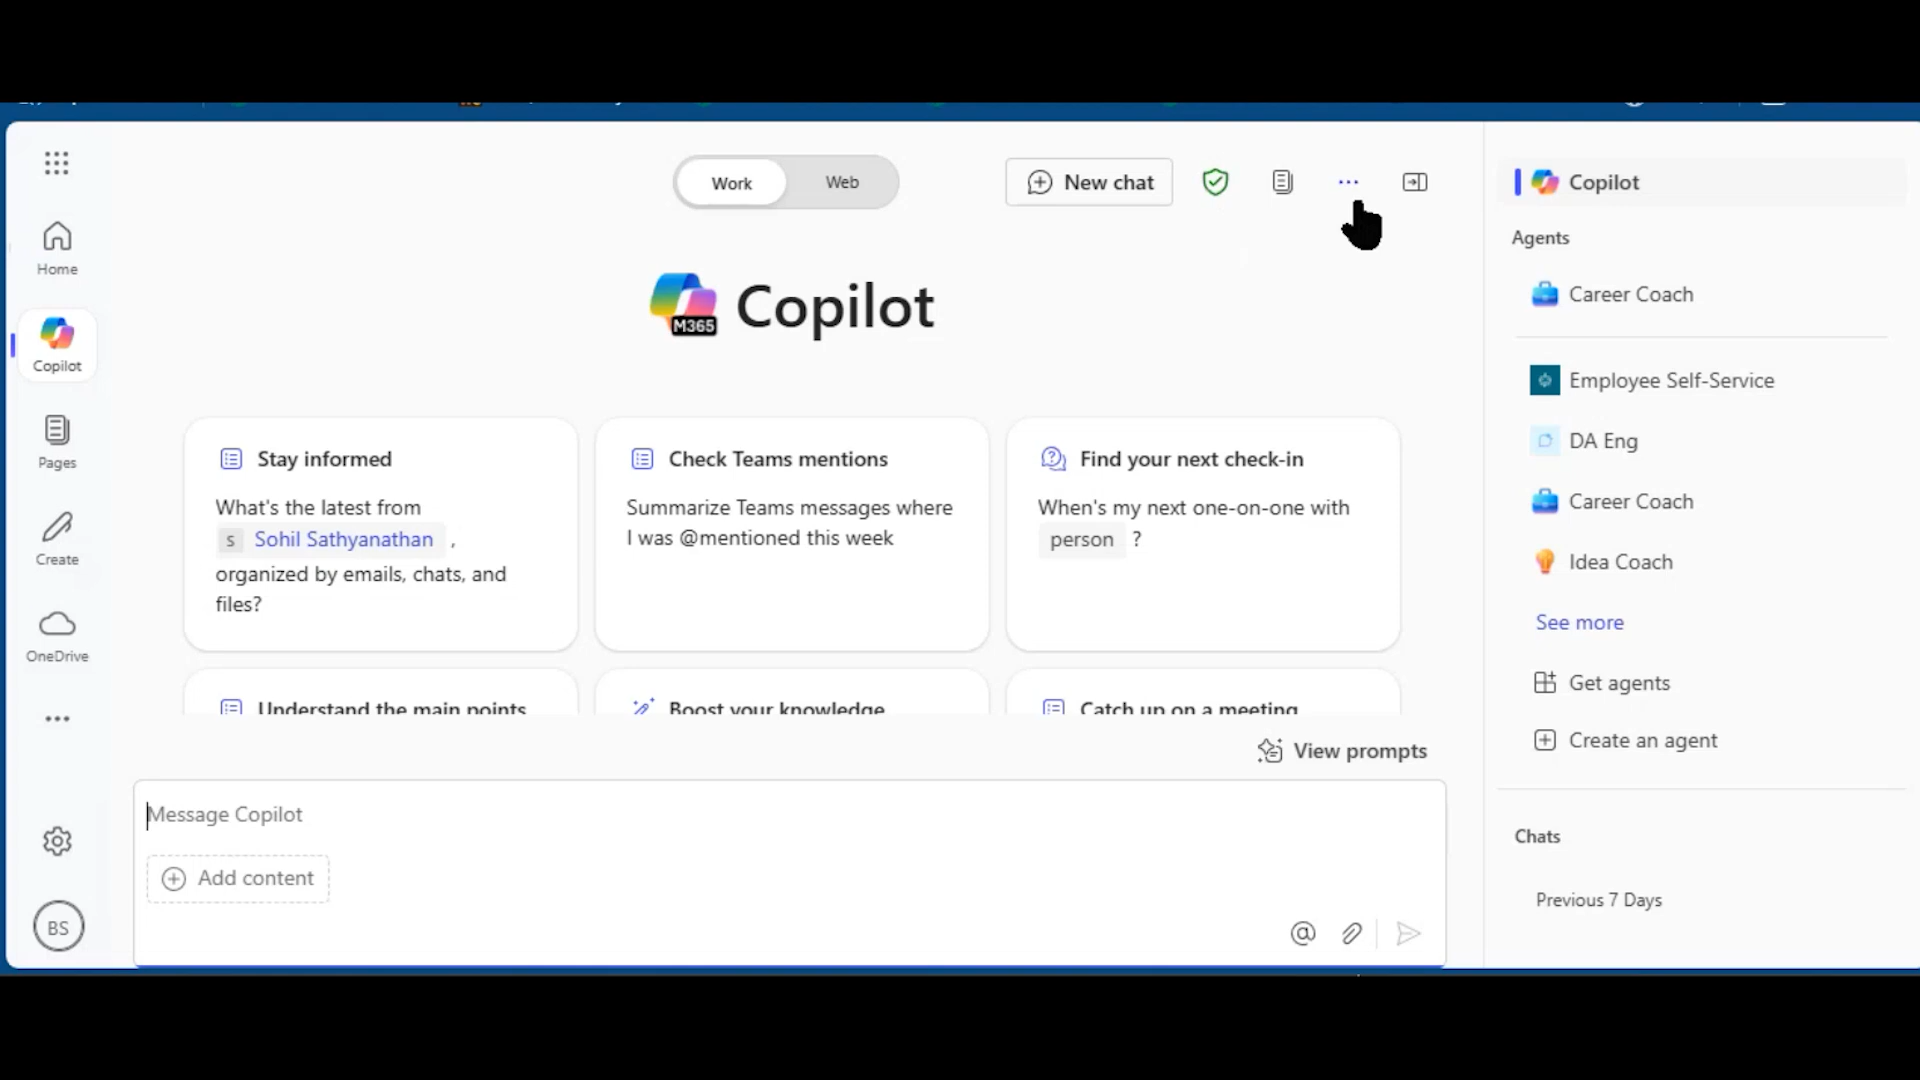 Work
Web
New chat
Copilot
Agents
Home
Career Coach
M365
Copilot
Copilot
Employee Self-Service
Stay informed
Check Teams mentions
Find your next check-in
DA Eng
Pages
What's the latest from
Summarize Teams messages where
When's my next one-on-one with
Career Coach
S Sohil Sathyanathan ,
I was @mentioned this week
person ?
Create
organized by emails, chats, and
files?
Idea Coach
See more
OneDrive
Get agents
Understand the main points
Boost your knowledge
Catch up on a meeting
Create an agent
View prompts
Message Copilot
Chats
Add content
Previous 7 Days
BS